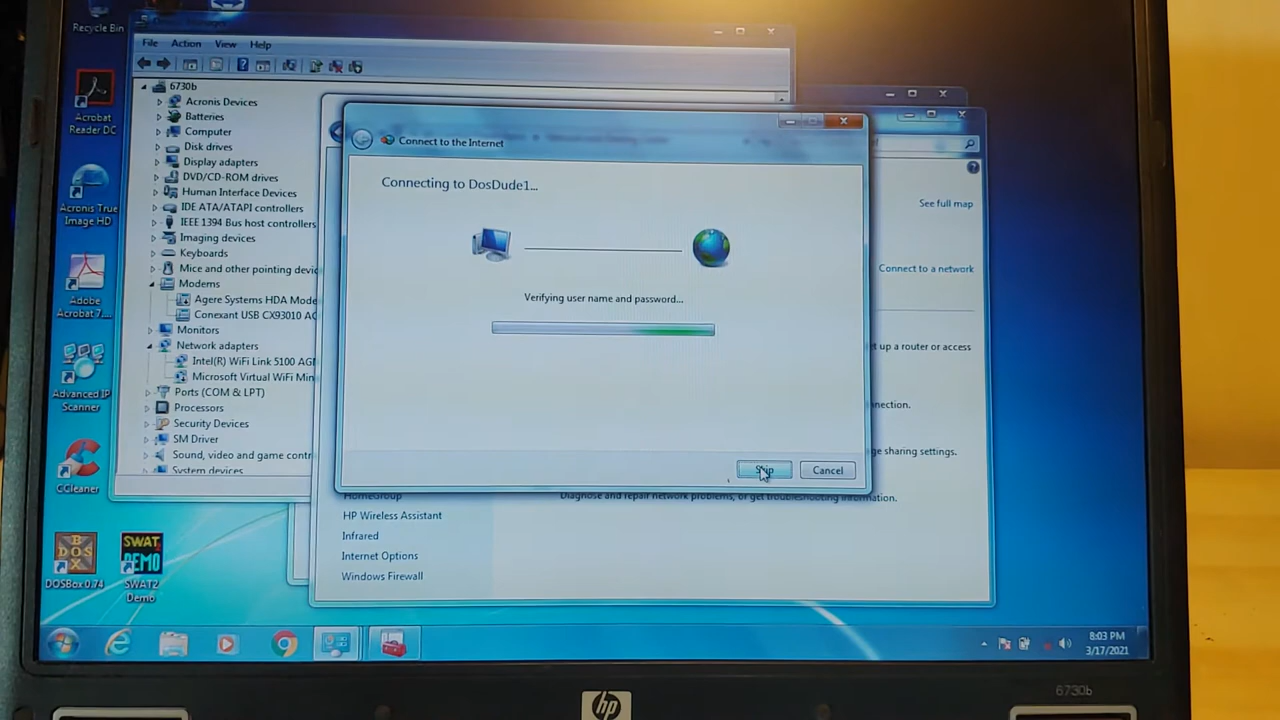 Recycle Bin
Acrobat
Reader DC
Acronis True
Image HD
Adobe
Acrobat 7....
Advanced IP
Scanner
CCleaner
DOSBox 0.74
SWAT
DEMO
SWAT2
Demo
File Action View Help
6730b
Acronis Devices
Batteries
Computer
Disk drives
Display adapters
DVD/CD-ROM drives
Human Interface Devices
IDE ATA/ATAPI controllers
IEEE 1394 Bus host controllers
Imaging devices
Keyboards
Mice and other pointing devic
Modems
Agere Systems HDA Mode
Conexant USB CX93010 AC
Monitors
Network adapters
Intel(R) WiFi Link 5100 AGN
Microsoft Virtual WiFi Min
Ports (COM & LPT)
Processors
Security Devices
SM Driver
Sound, video and game contr
System devices
Connect to the Internet
Connecting to DosDude1...
Verifying user name and password...
Skip
Cancel
See full map
Connect to a network
et up a router or access
nnection.
ge sharing settings.
Diagnose and repair network problems, or get troubleshooting information.
HomeGroup
HP Wireless Assistant
Infrared
Internet Options
Windows Firewall
8:03 PM
3/17/2021
hp
6730b